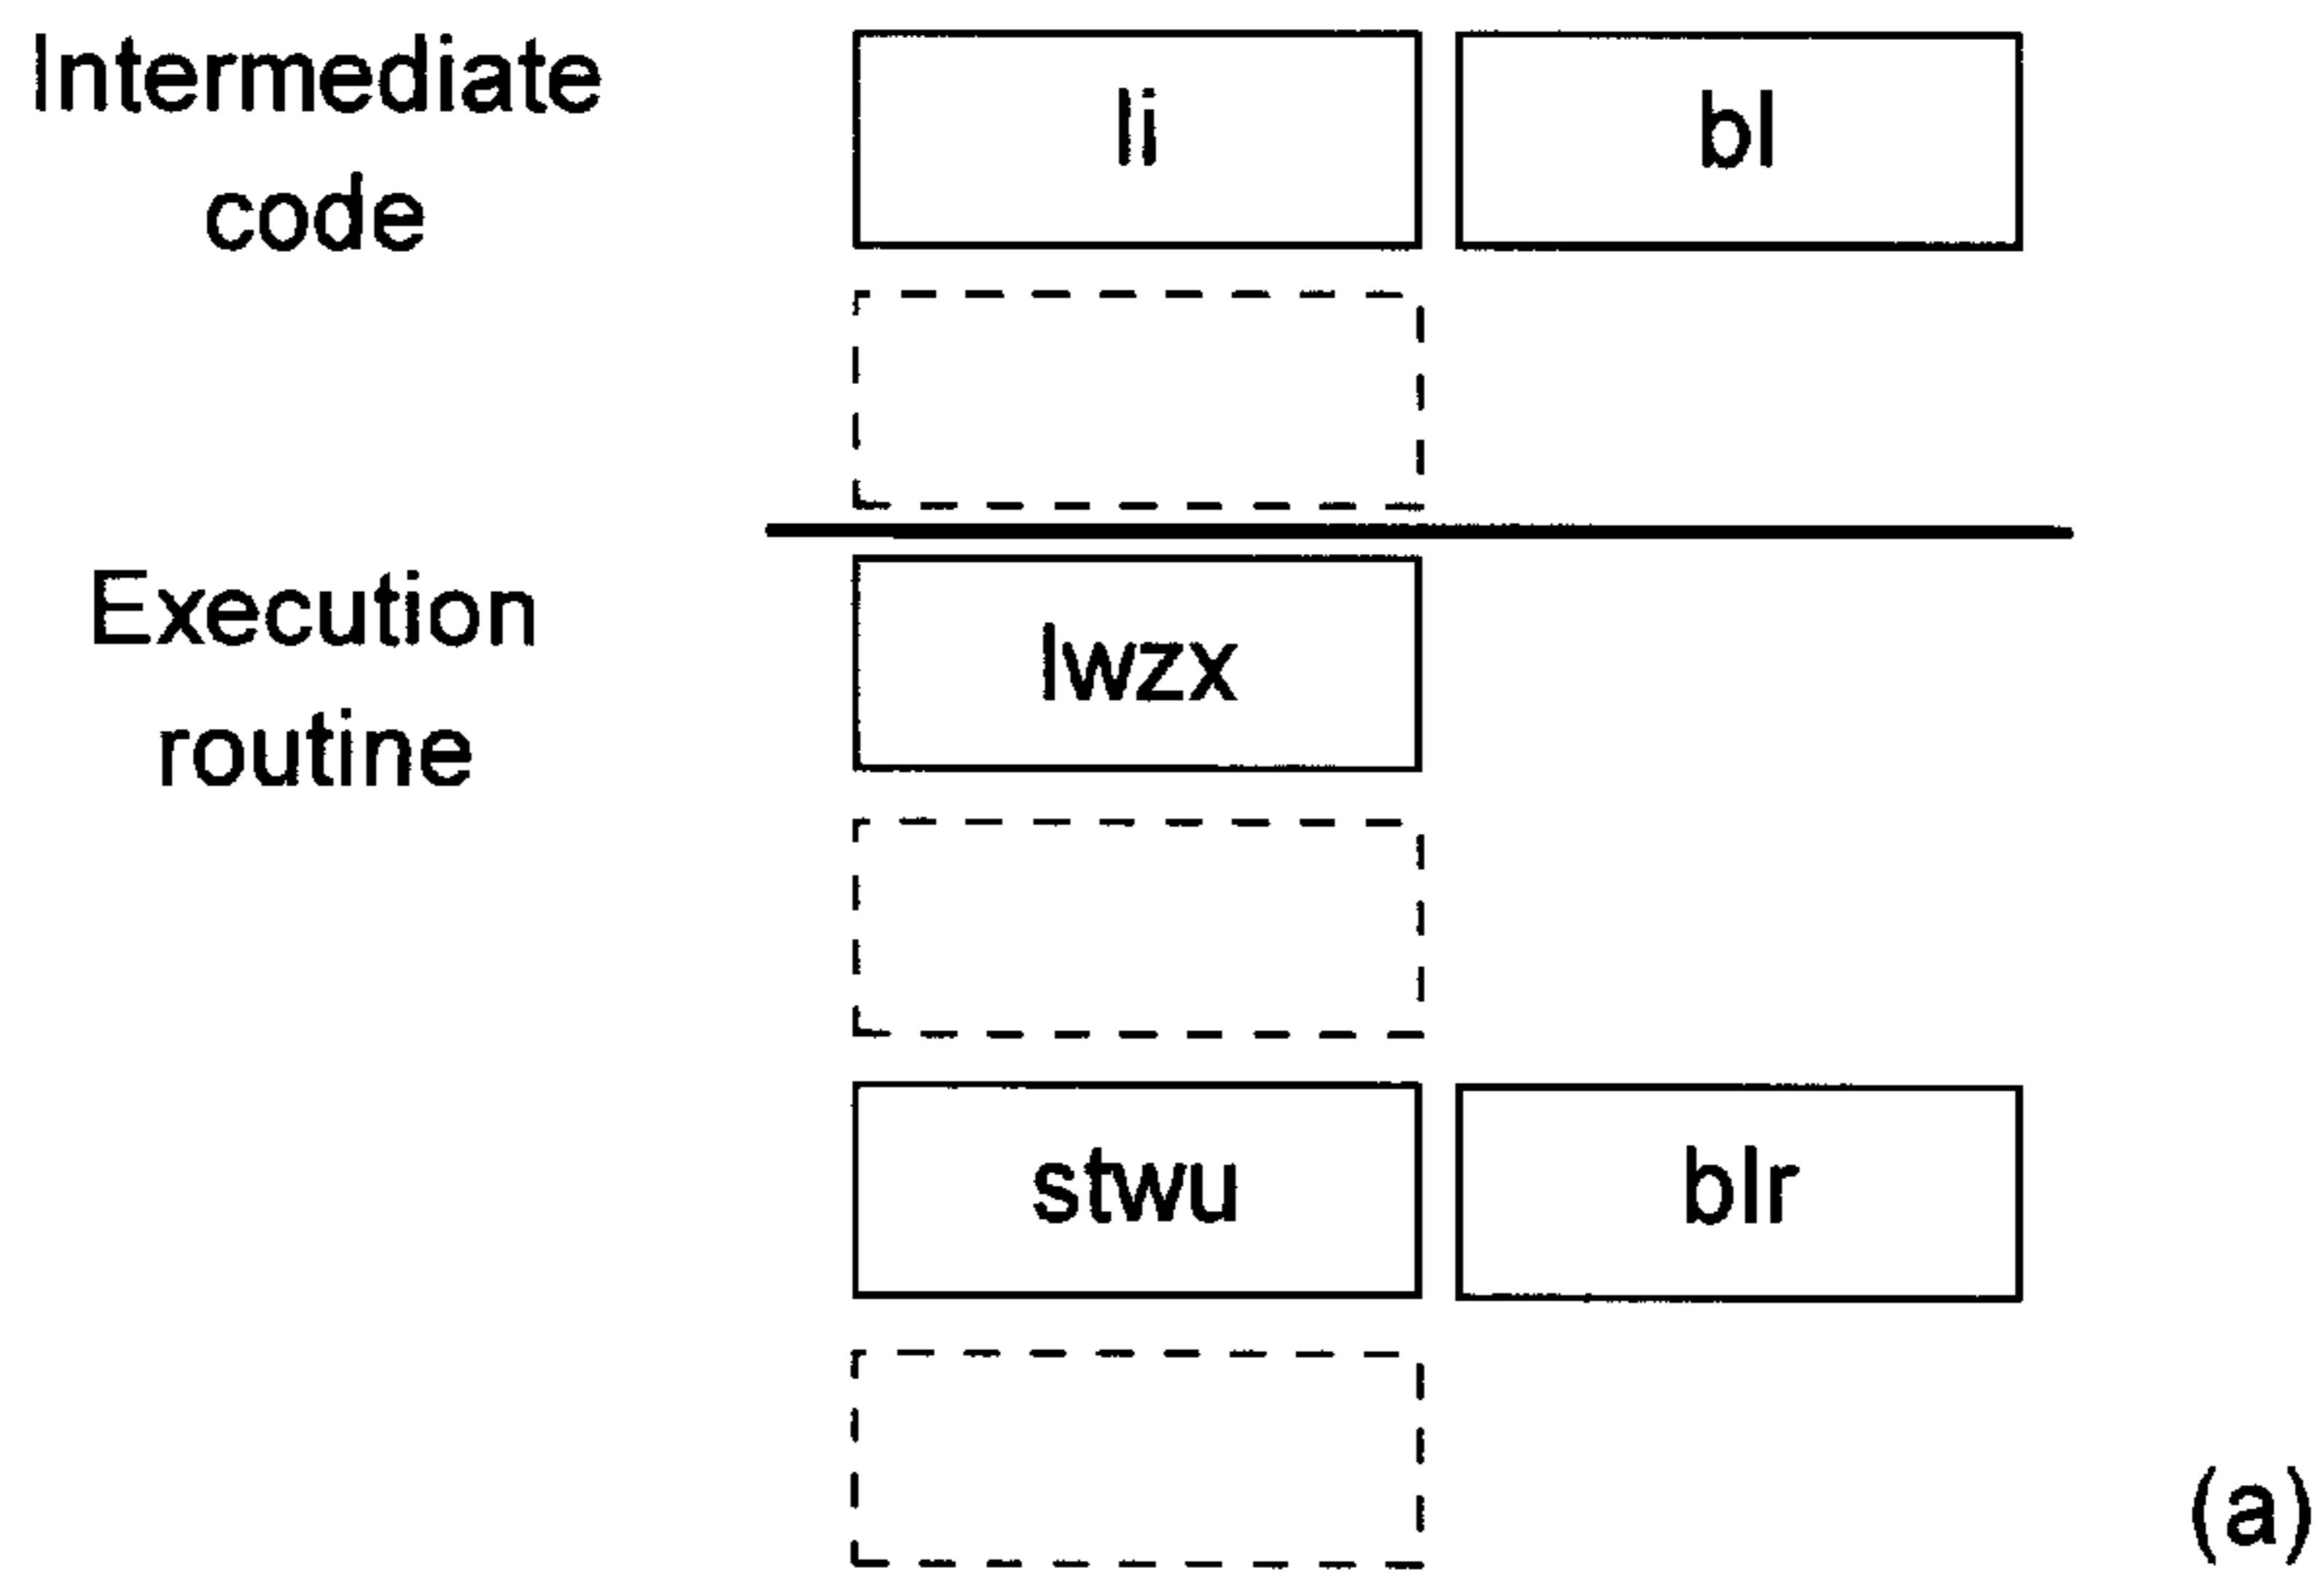 Intermediate
code
li
bl
Execution
routine
lwzx
stwu
blr
(a)